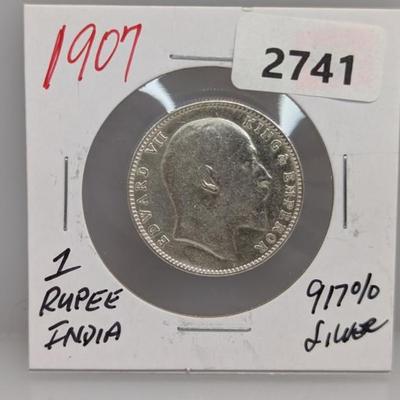 1907
2741
EDWARD VII KING & EMPEROR
1
RUPEE
INDIA
917%
SILVER